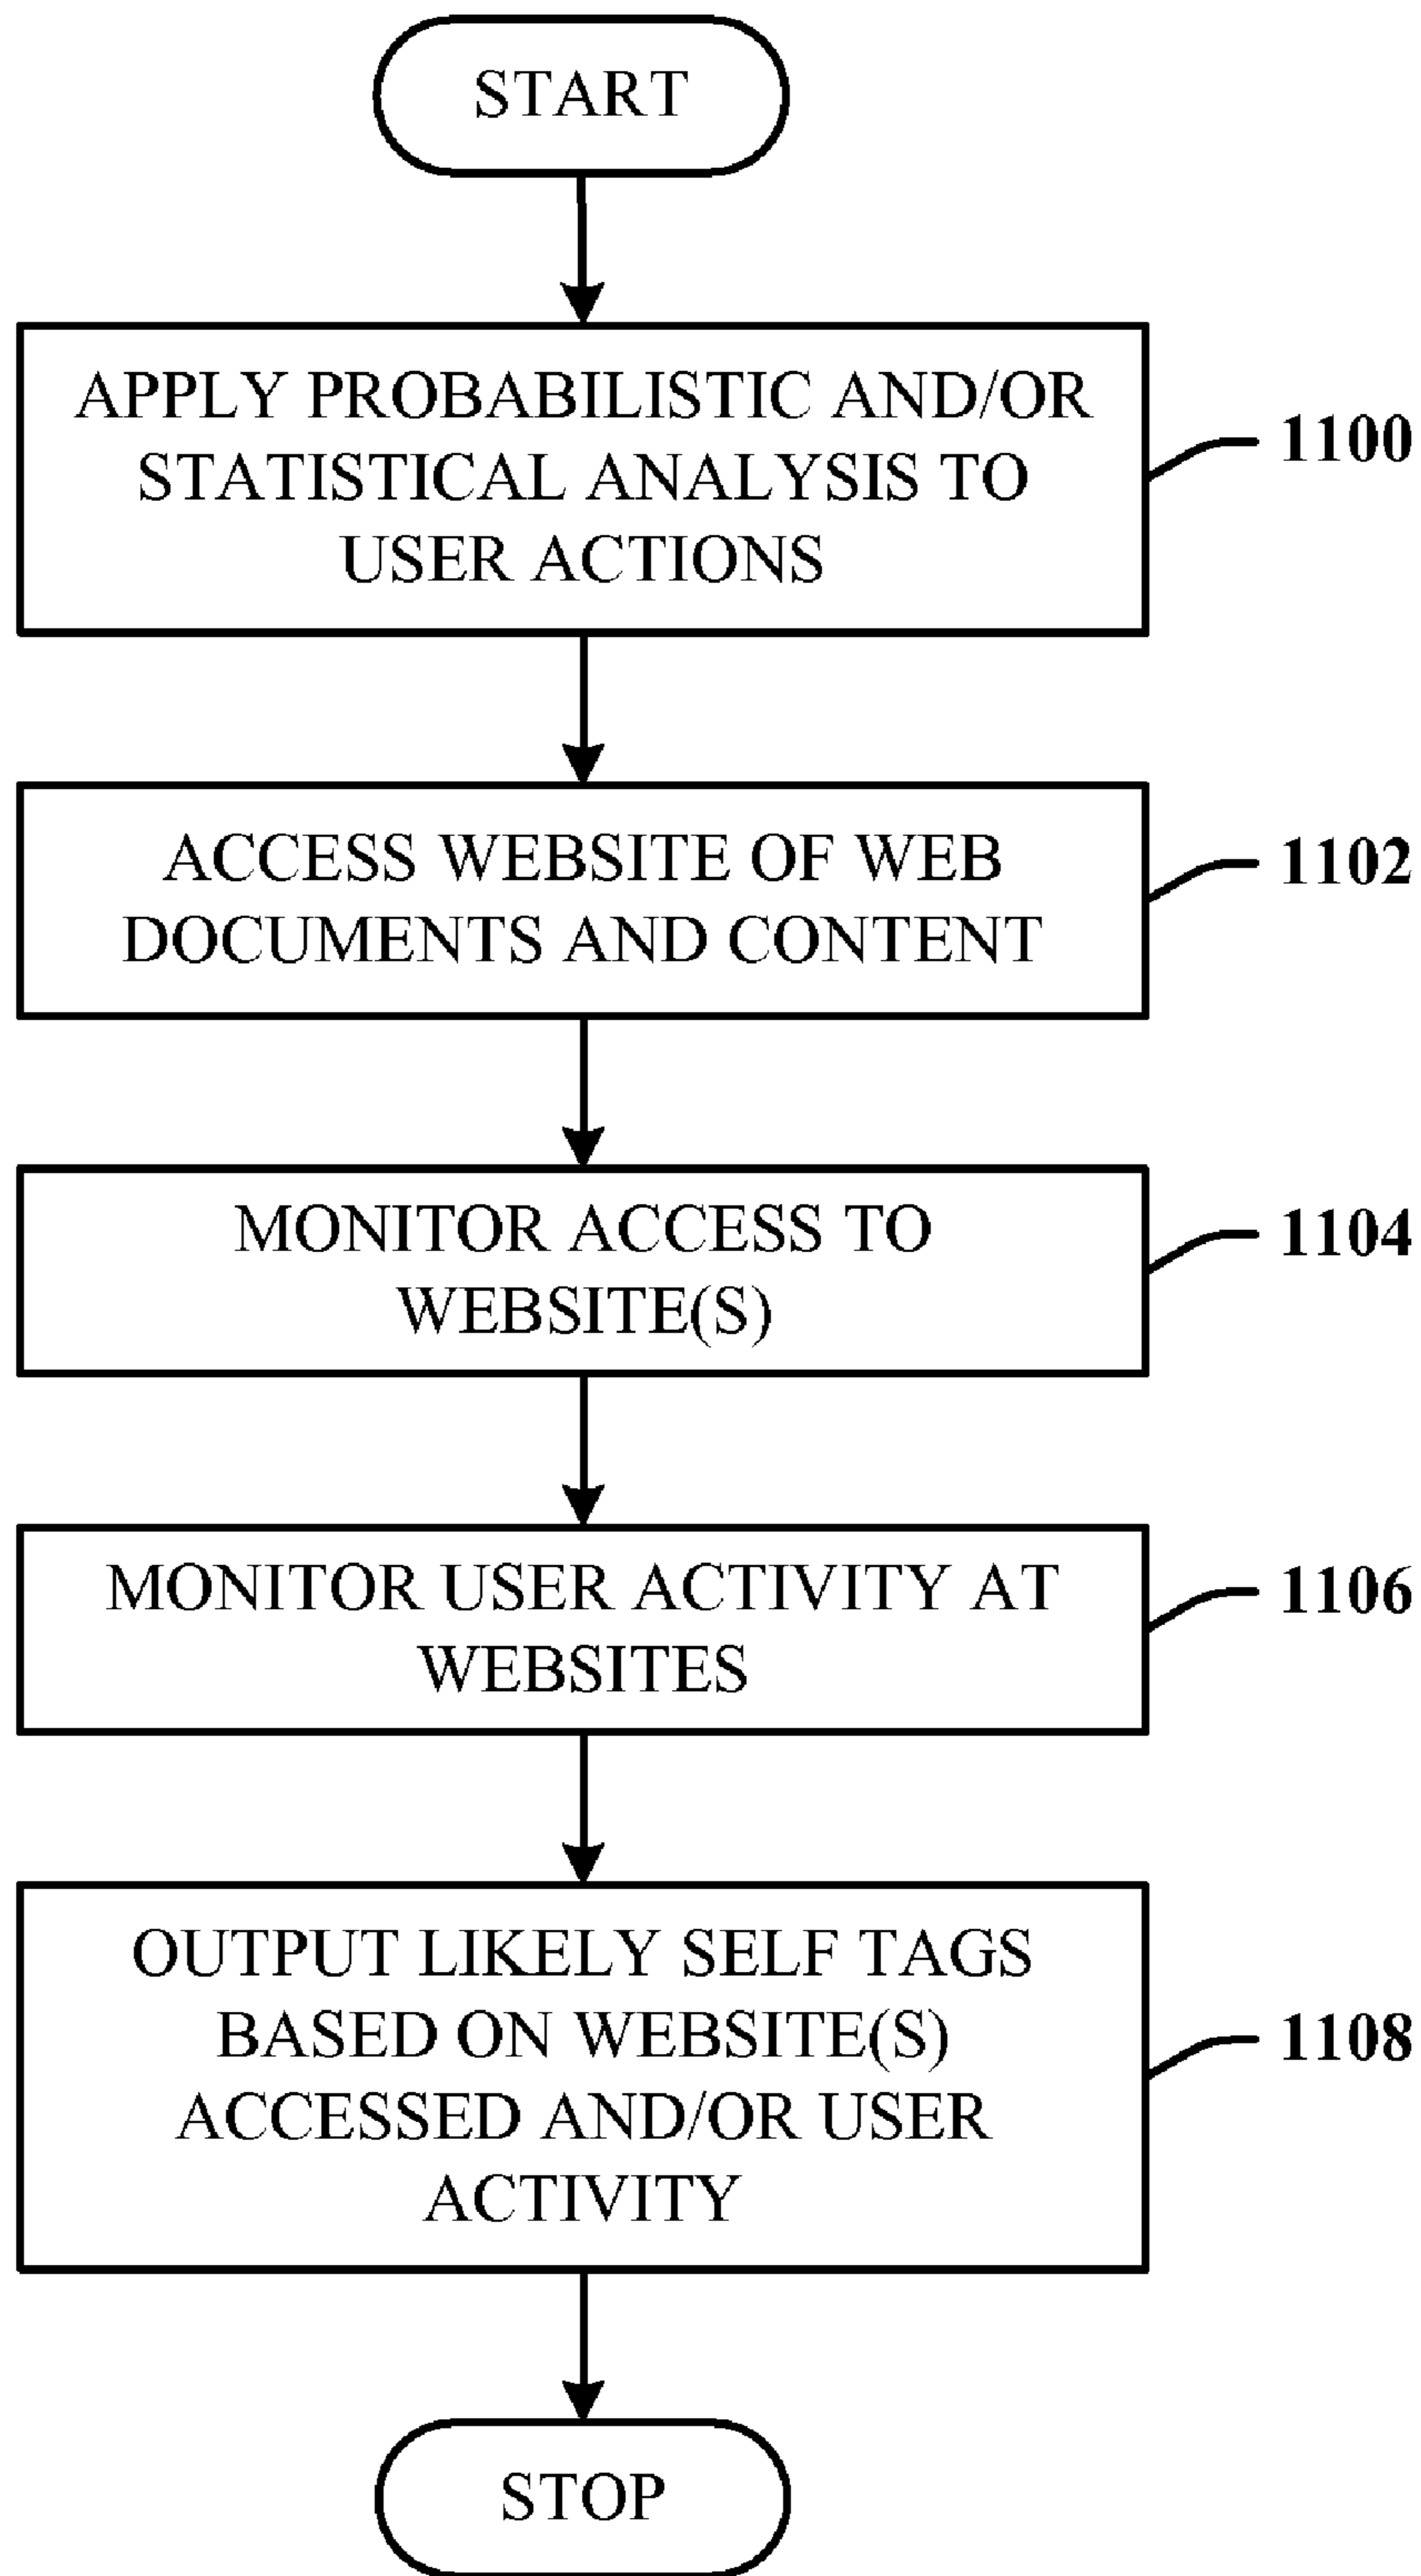 START
APPLY PROBABILISTIC AND/OR
STATISTICAL ANALYSIS TO
USER ACTIONS
1100
ACCESS WEBSITE OF WEB
DOCUMENTS AND CONTENT
1102
MONITOR ACCESS TO
WEBSITE(S)
1104
MONITOR USER ACTIVITY AT
WEBSITES
1106
OUTPUT LIKELY SELF TAGS
BASED ON WEBSITE(S)
ACCESSED AND/OR USER
ACTIVITY
1108
STOP